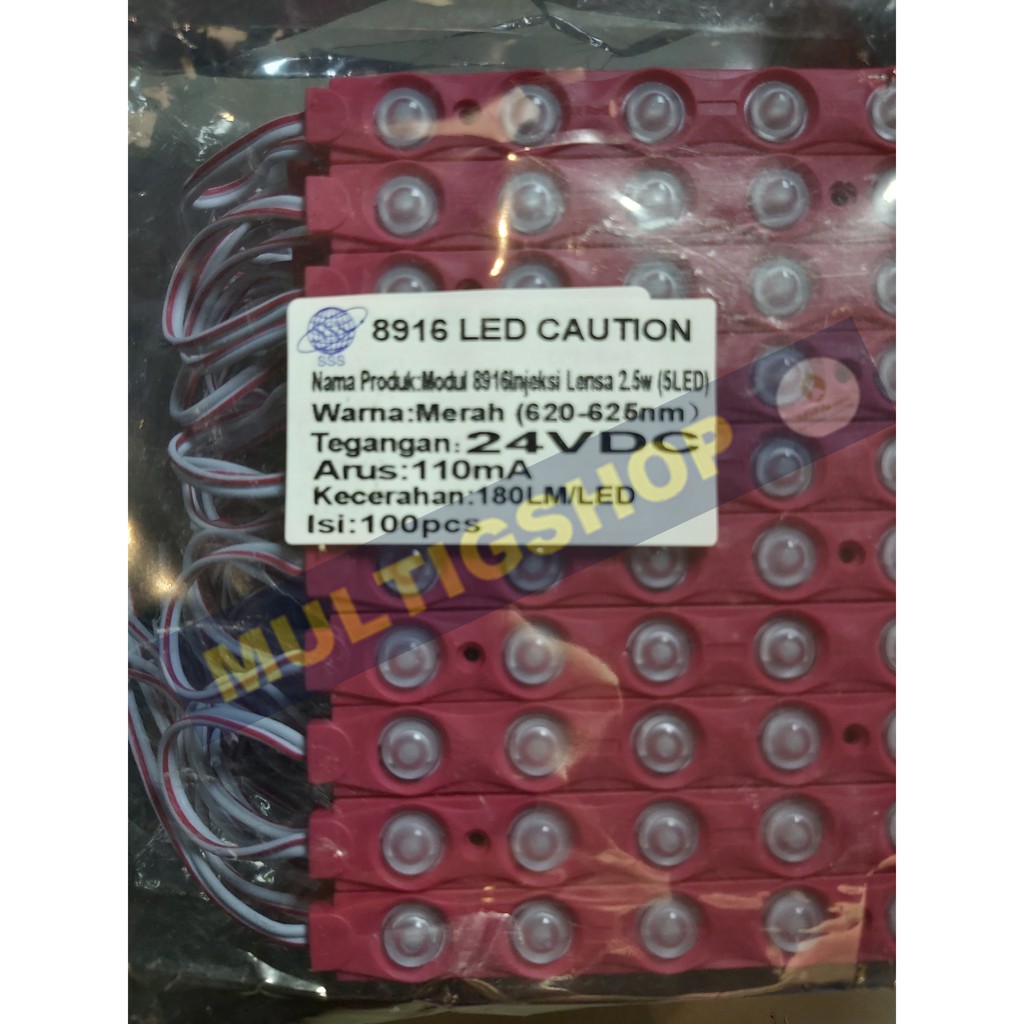 8916 LED CAUTION
SSS
Nama Produk:Modul 8916Injeksi Lensa 2.5w (5LED)
Warna:Merah (620-625nm)
Tegangan:24VDC
Arus:110mA
Kecerahan:180LM/LED
Isi:100pcs
MULTIGSHOP